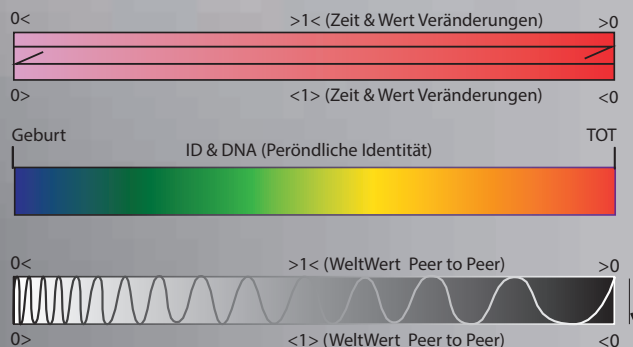 0< >1< (Zeit & Wert Veränderungen) >0
0> <1> (Zeit & Wert Veränderungen) <0
Geburt TOT
ID & DNA (Peröndliche Identität)
0< >1< (WeltWert Peer to Peer) >0
0> <1> (WeltWert Peer to Peer) <0